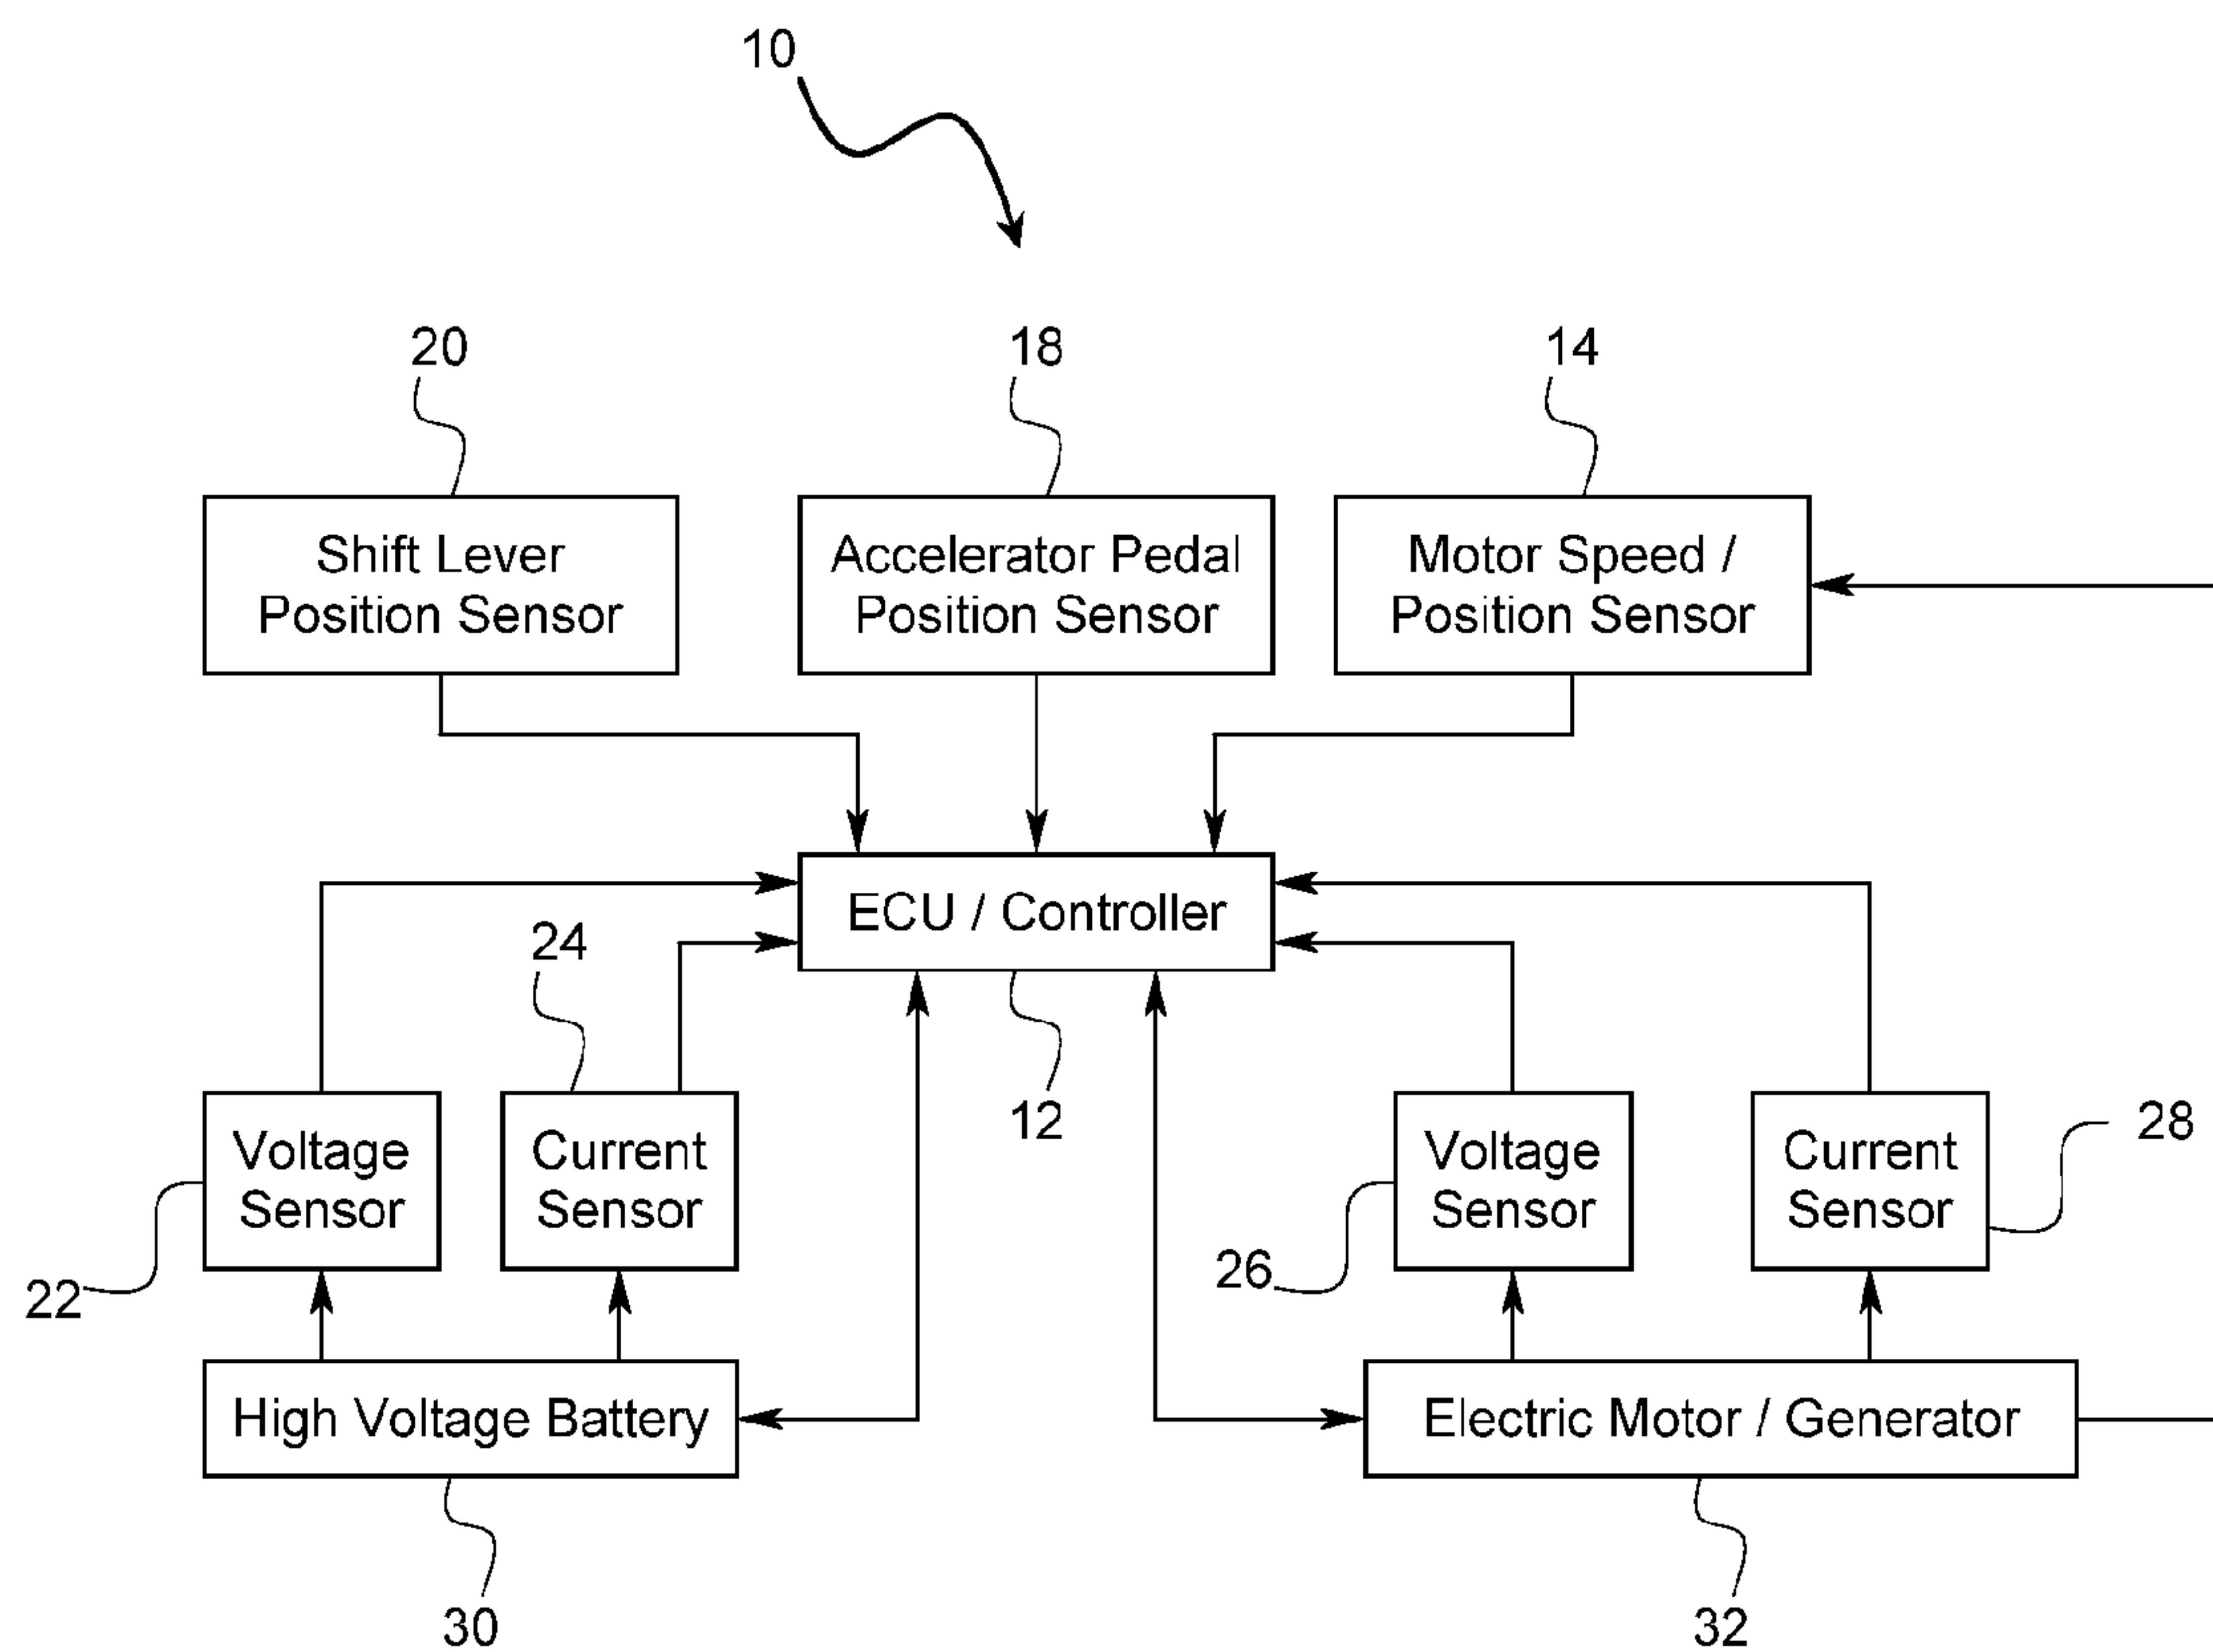 10
20
18
14
Shift Lever
Position Sensor
Accelerator Pedal
Position Sensor
Motor Speed /
Position Sensor
ECU / Controller
24
12
Voltage
Sensor
Current
Sensor
Voltage
Sensor
Current
Sensor
28
22
26
High Voltage Battery
Electric Motor / Generator
30
32